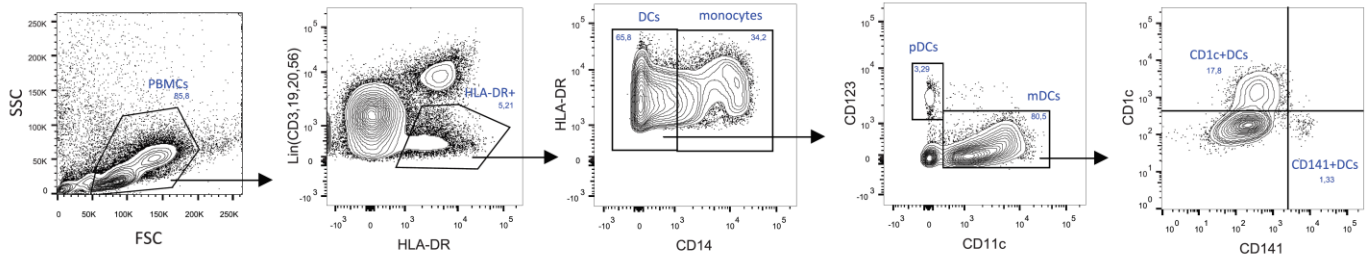 250K
200K
150K
100K
50K
0
SSC
PBMCs
85,8
0 50K 100K 150K 200K 250K
FSC
10^5
10^4
10^3
0
-10^3
Lin(CD3,19,20,56)
HLA-DR+
5,21
-10^3 0 10^3 10^4 10^5
HLA-DR
DCs monocytes
65,8 34,2
10^5
10^4
10^3
0
-10^3
HLA-DR
-10^3 0 10^3 10^4 10^5
CD14
10^5
10^4
10^3
0
-10^3
CD123
pDCs
3,29
mDCs
80,5
-10^3 0 10^3 10^4 10^5
CD11c
10^5
10^4
10^3
10^2
10^1
10^0
CD1c
CD1c+DCs
17,8
CD141+DCs
1,33
10^0 10^1 10^2 10^3 10^4 10^5
CD141